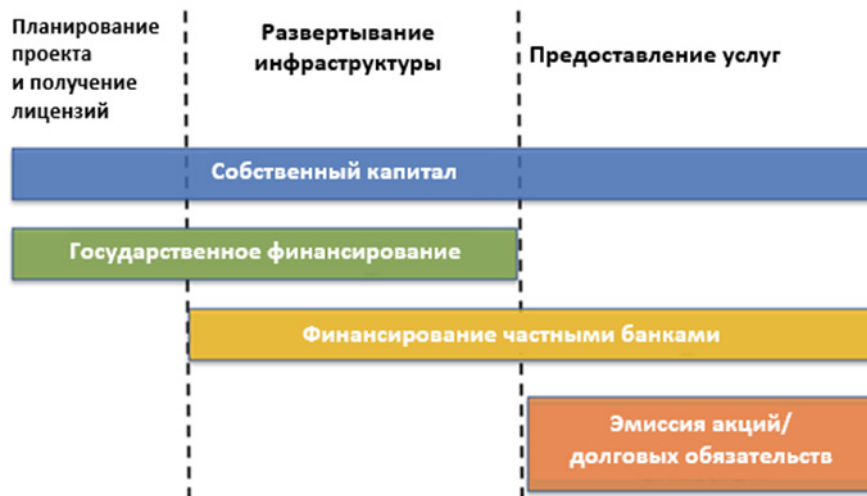 Планирование
проекта
и получение
лицензий
Развертывание
инфраструктуры
Предоставление услуг
Собственный капитал
Государственное финансирование
Финансирование частными банками
Эмиссия акций/
долговых обязательств